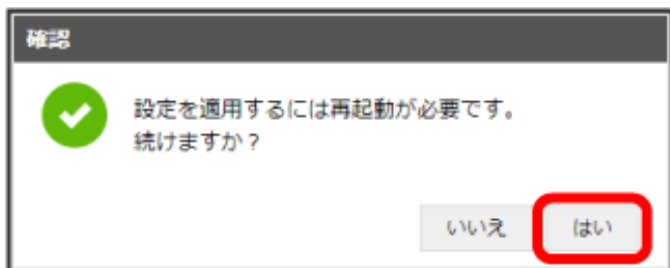 確認
設定を適用するには再起動が必要です。
続けますか？
いいえ はい